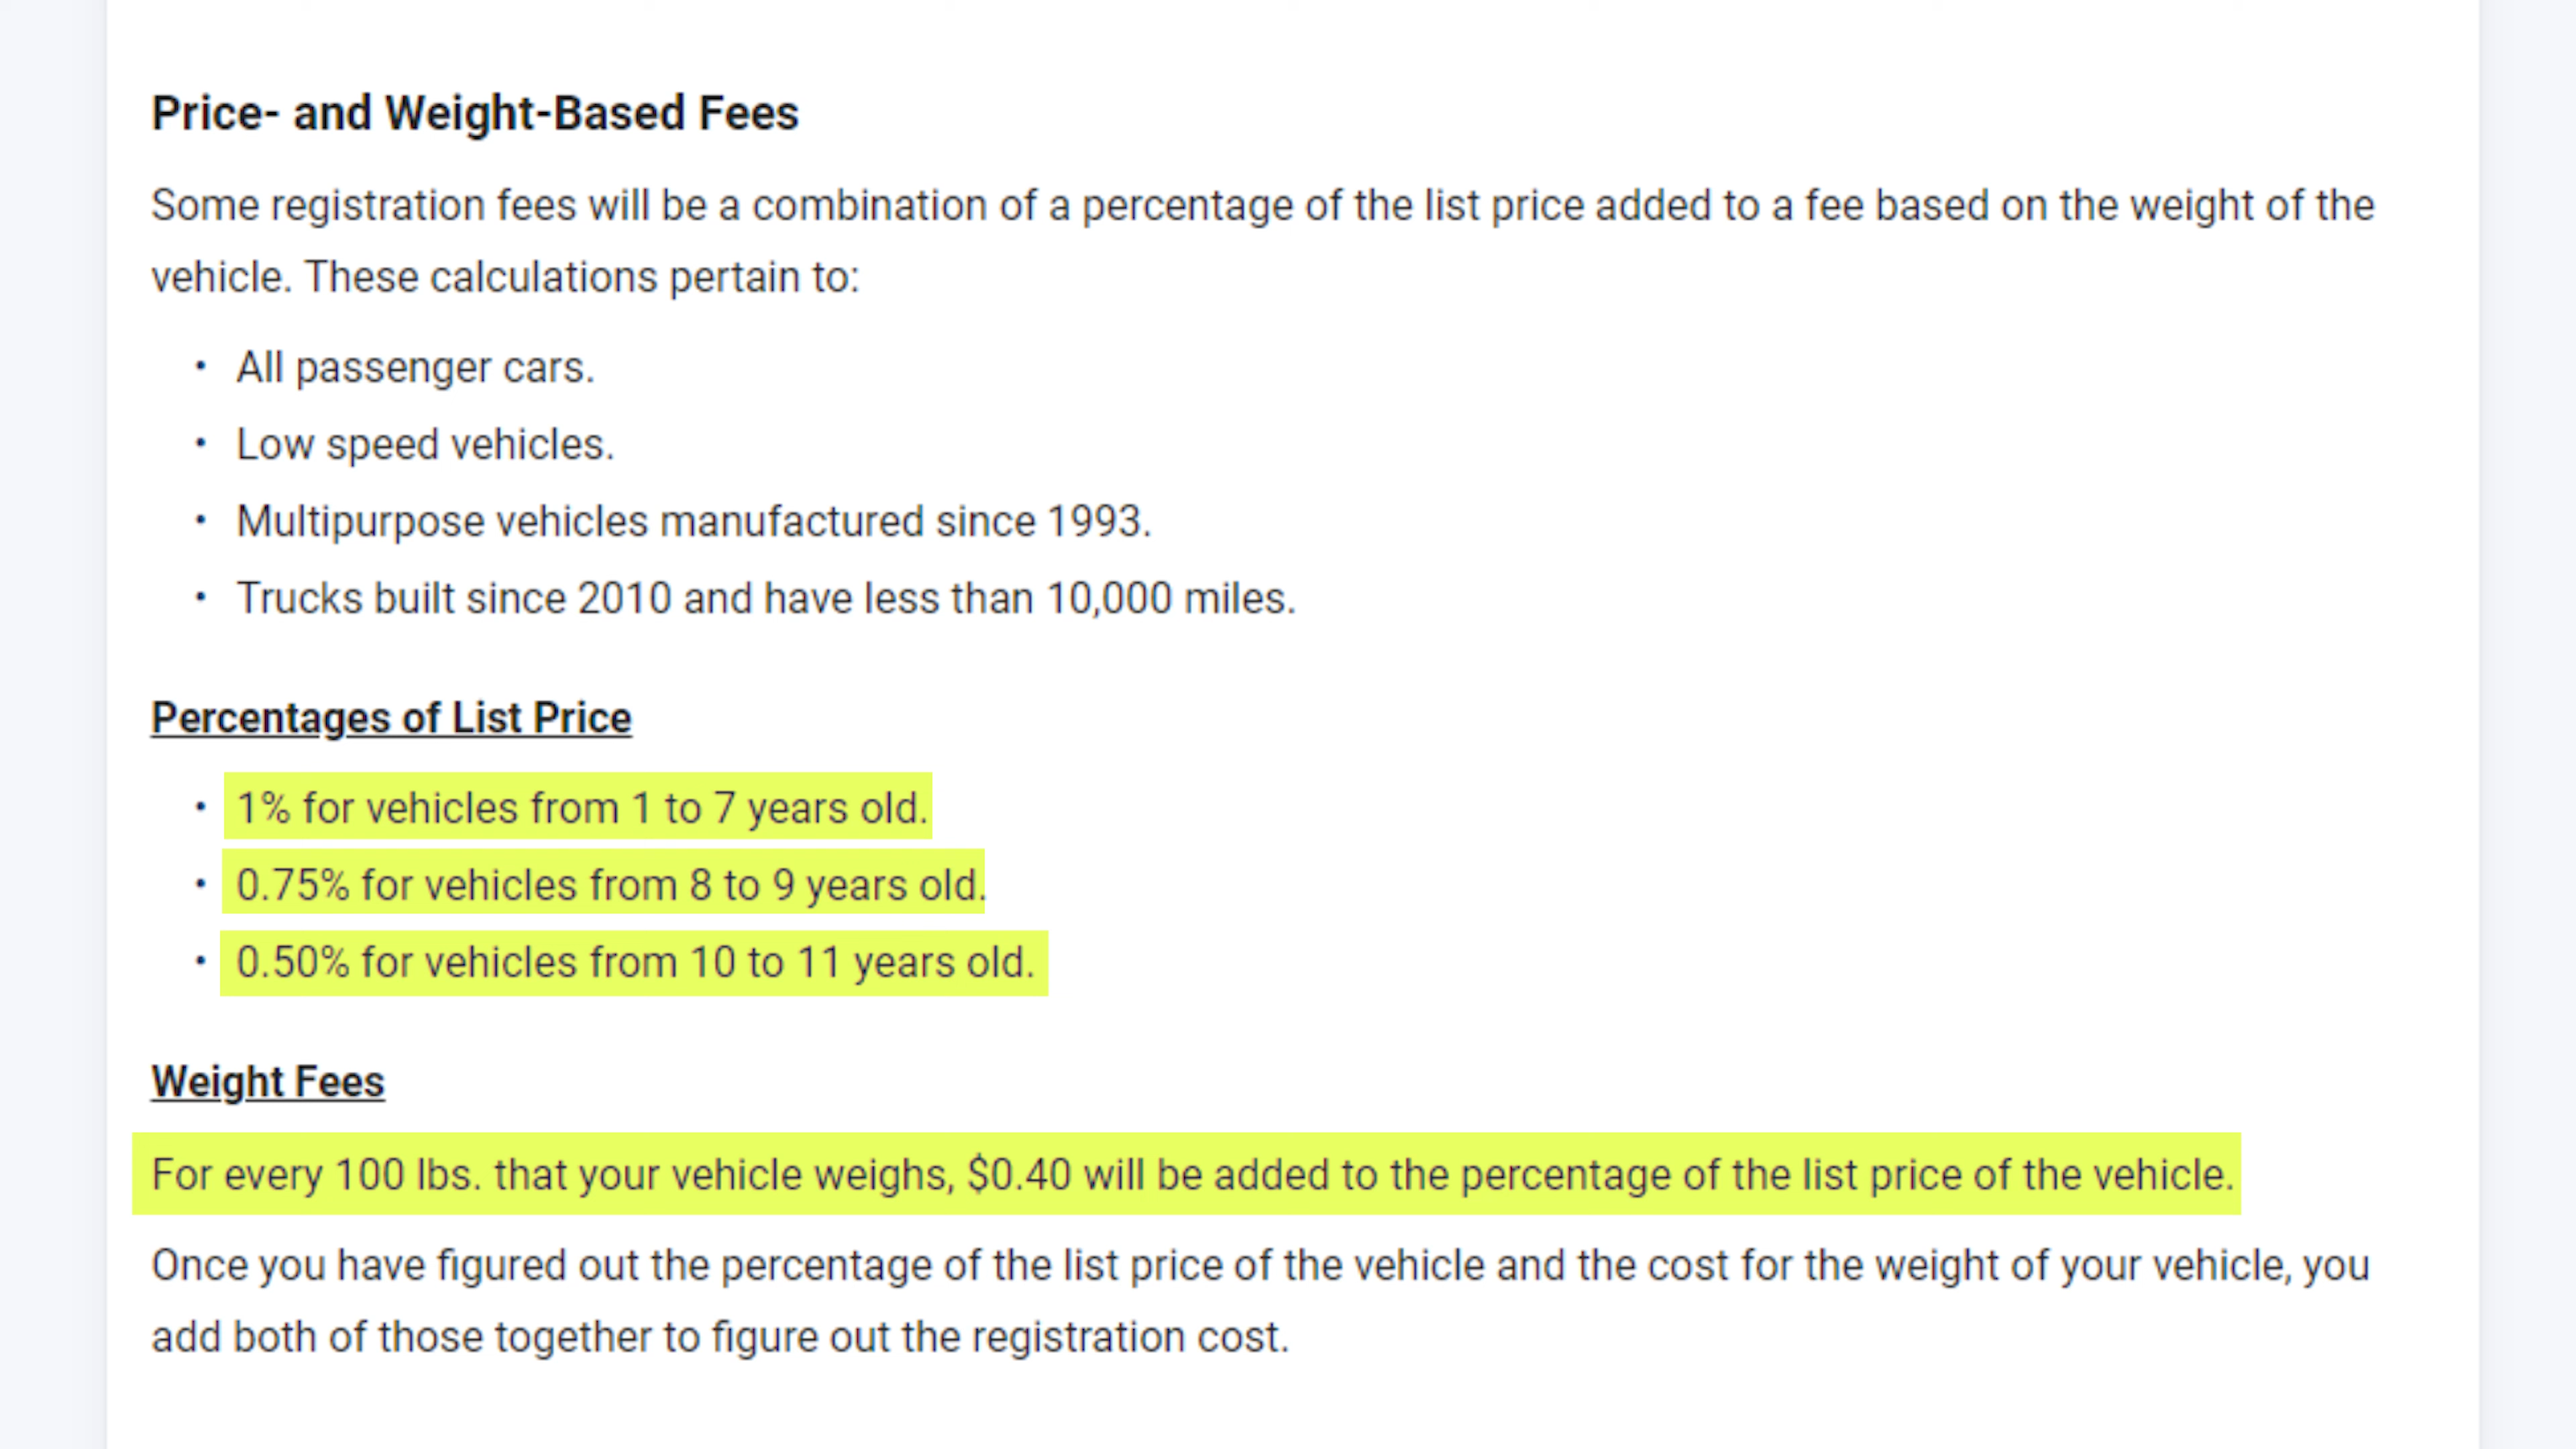 Price- and Weight-Based Fees
Some registration fees will be a combination of a percentage of the list price added to a fee based on the weight of the
vehicle. These calculations pertain to:
• All passenger cars.
• Low speed vehicles.
• Multipurpose vehicles manufactured since 1993.
• Trucks built since 2010 and have less than 10,000 miles.
Percentages of List Price
• 1% for vehicles from 1 to 7 years old.
• 0.75% for vehicles from 8 to 9 years old.
• 0.50% for vehicles from 10 to 11 years old.
Weight Fees
For every 100 lbs. that your vehicle weighs, $0.40 will be added to the percentage of the list price of the vehicle.
Once you have figured out the percentage of the list price of the vehicle and the cost for the weight of your vehicle, you
add both of those together to figure out the registration cost.